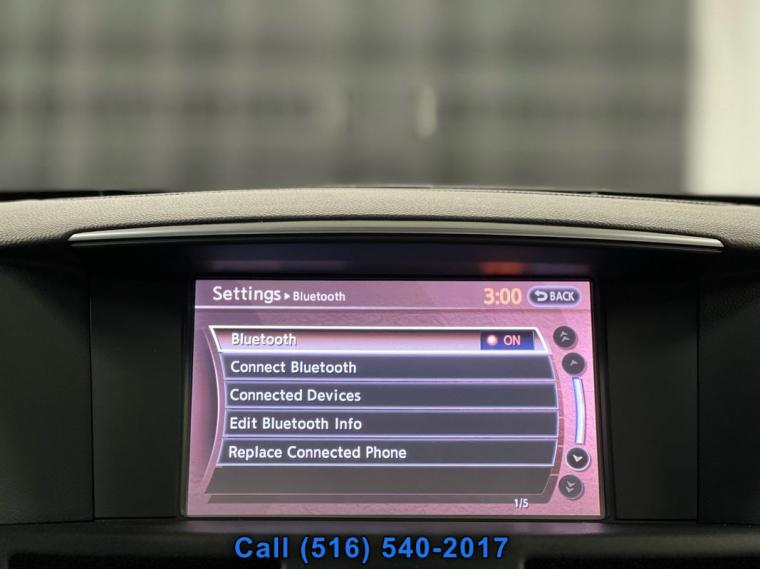 Settings ▸ Bluetooth 3:00 BACK
Bluetooth ON
Connect Bluetooth
Connected Devices
Edit Bluetooth Info
Replace Connected Phone
1/5
Call (516) 540-2017